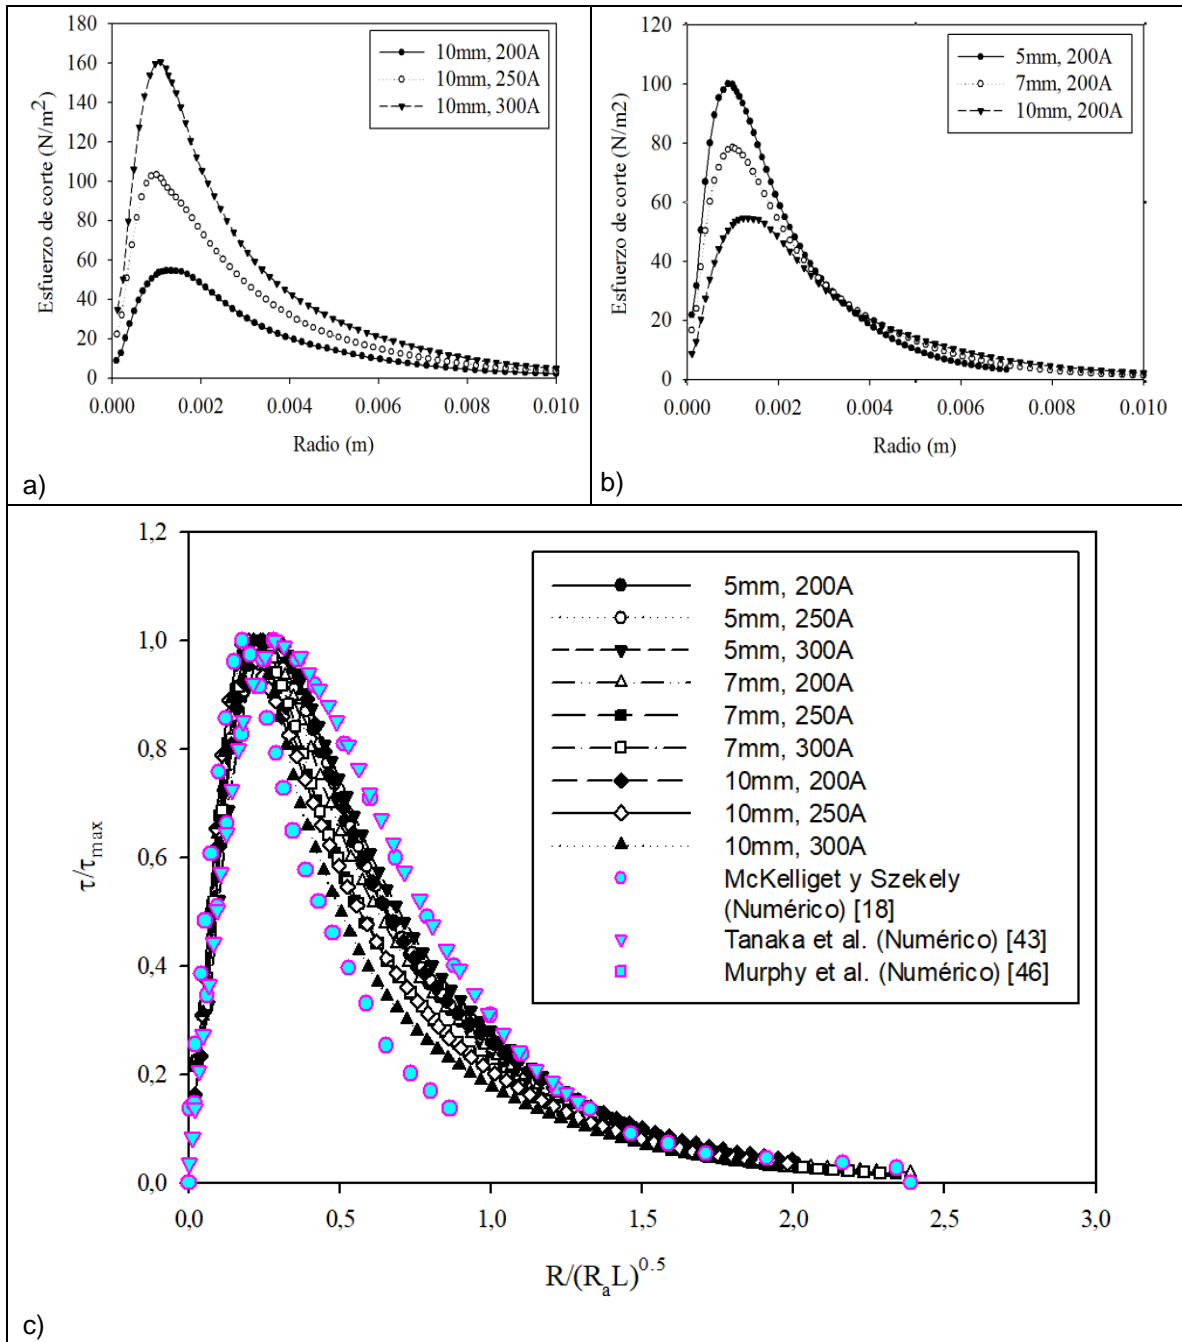 a)
Esfuerzo de corte (N/m²)
180
160
140
120
100
80
60
40
20
0
0.000 0.002 0.004 0.006 0.008 0.010
Radio (m)
10mm, 200A
10mm, 250A
10mm, 300A
b)
Esfuerzo de corte (N/m2)
120
100
80
60
40
20
0
0.000 0.002 0.004 0.006 0.008 0.010
Radio (m)
5mm, 200A
7mm, 200A
10mm, 200A
c)
τ/τmax
1,2
1,0
0,8
0,6
0,4
0,2
0,0
0,0 0,5 1,0 1,5 2,0 2,5 3,0
R/(RaL)^0.5
5mm, 200A
5mm, 250A
5mm, 300A
7mm, 200A
7mm, 250A
7mm, 300A
10mm, 200A
10mm, 250A
10mm, 300A
McKelliget y Szekely
(Numérico) [18]
Tanaka et al. (Numérico) [43]
Murphy et al. (Numérico) [46]